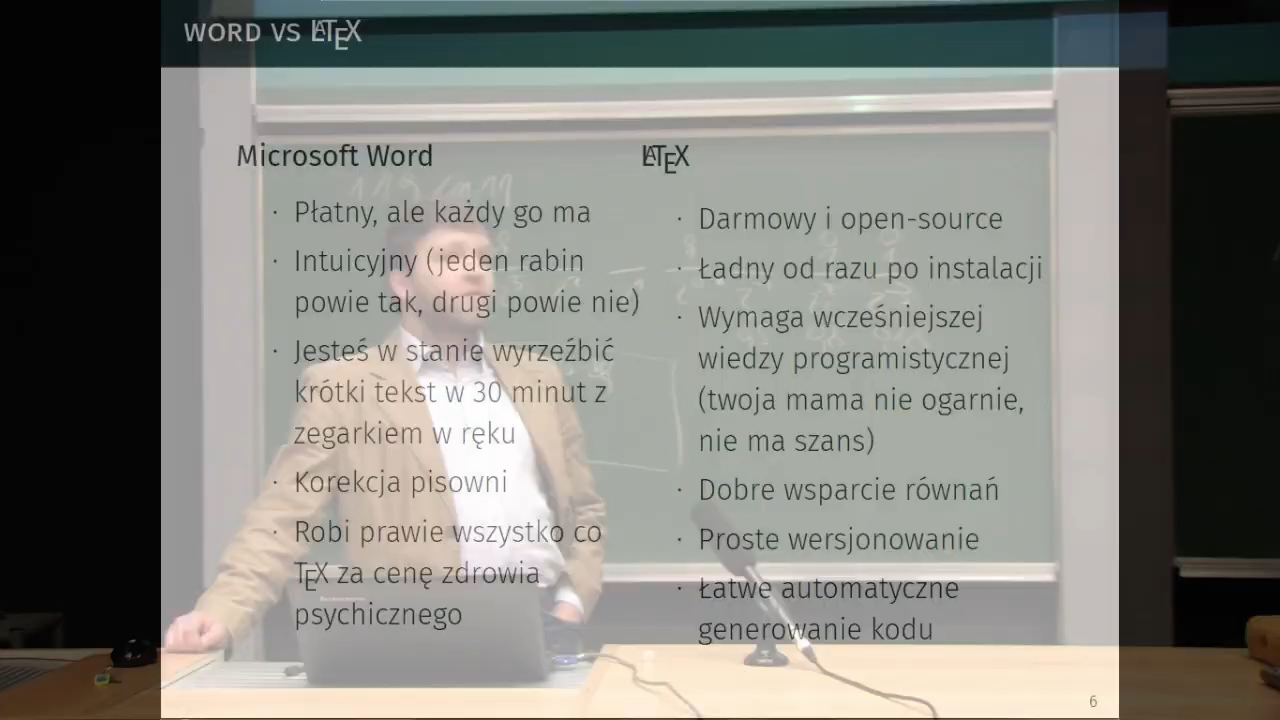 WORD VS LATEX
Microsoft Word
· Płatny, ale każdy go ma
· Intuicyjny (jeden rabin
powie tak, drugi powie nie)
· Jesteś w stanie wyrzeźbić
krótki tekst w 30 minut z
zegarkiem w ręku
· Korekcja pisowni
· Robi prawie wszystko co
TEX za cenę zdrowia
psychicznego
LATEX
· Darmowy i open-source
· Ładny od razu po instalacji
· Wymaga wcześniejszej
wiedzy programistycznej
(twoja mama nie ogarnie,
nie ma szans)
· Dobre wsparcie równań
· Proste wersjonowanie
· Łatwe automatyczne
generowanie kodu
6